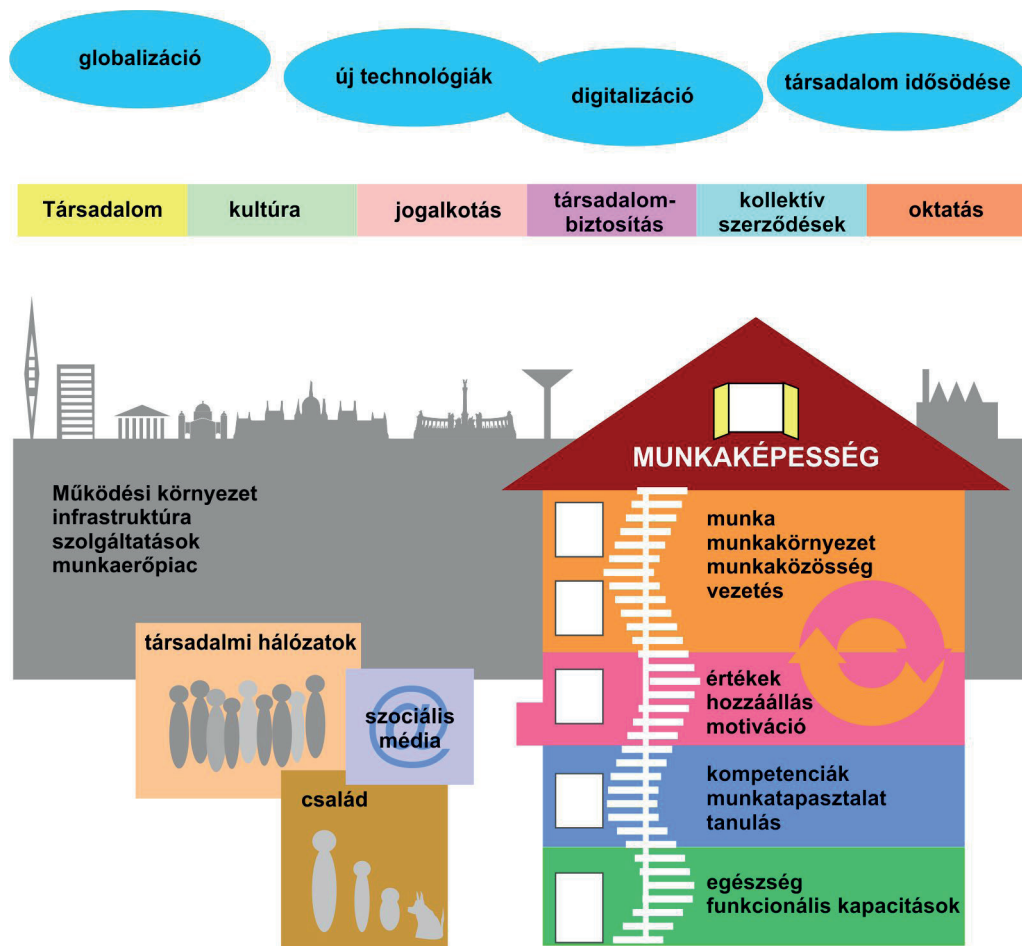 globalizáció
új technológiák
digitalizáció
társadalom idősödése
Társadalom
kultúra
jogalkotás
társadalom-
biztosítás
kollektív
szerződések
oktatás
MUNKAKÉPESSÉG
Működési környezet
infrastruktúra
szolgáltatások
munkaerőpiac
munka
munkakörnyezet
munkaközösség
vezetés
társadalmi hálózatok
szociális
média
@
értékek
hozzáállás
motiváció
család
kompetenciák
munkatapasztalat
tanulás
egészség
funkcionális kapacitások